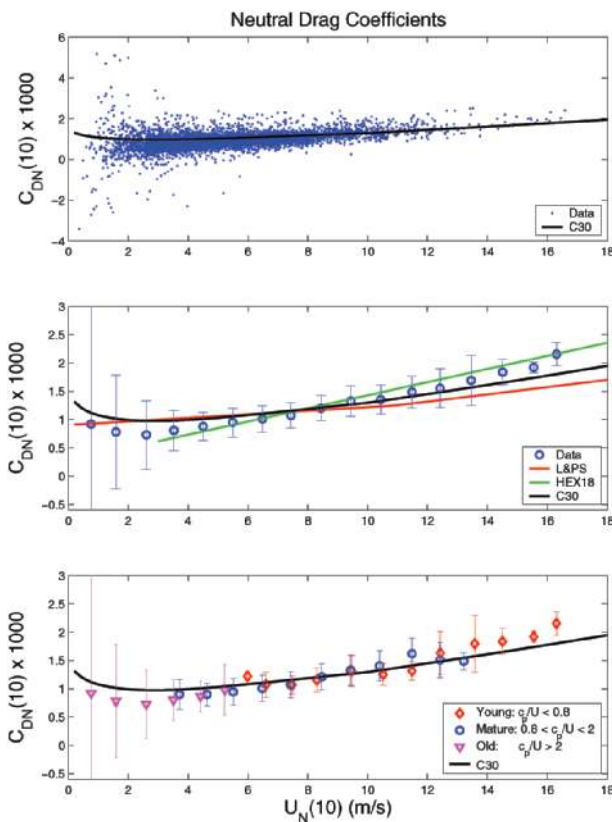 Neutral Drag Coefficients
C_DN(10) x 1000
6
4
2
0
−2
−4
0 2 4 6 8 10 12 14 16 18
Data
C30
C_DN(10) x 1000
3
2.5
2
1.5
1
0.5
0
−0.5
0 2 4 6 8 10 12 14 16 18
Data
L&PS
HEX18
C30
C_DN(10) x 1000
3
2.5
2
1.5
1
0.5
0
−0.5
0 2 4 6 8 10 12 14 16 18
Young: c_p/U < 0.8
Mature: 0.8 < c_p/U < 2
Old: c_p/U > 2
C30
U_N(10) (m/s)